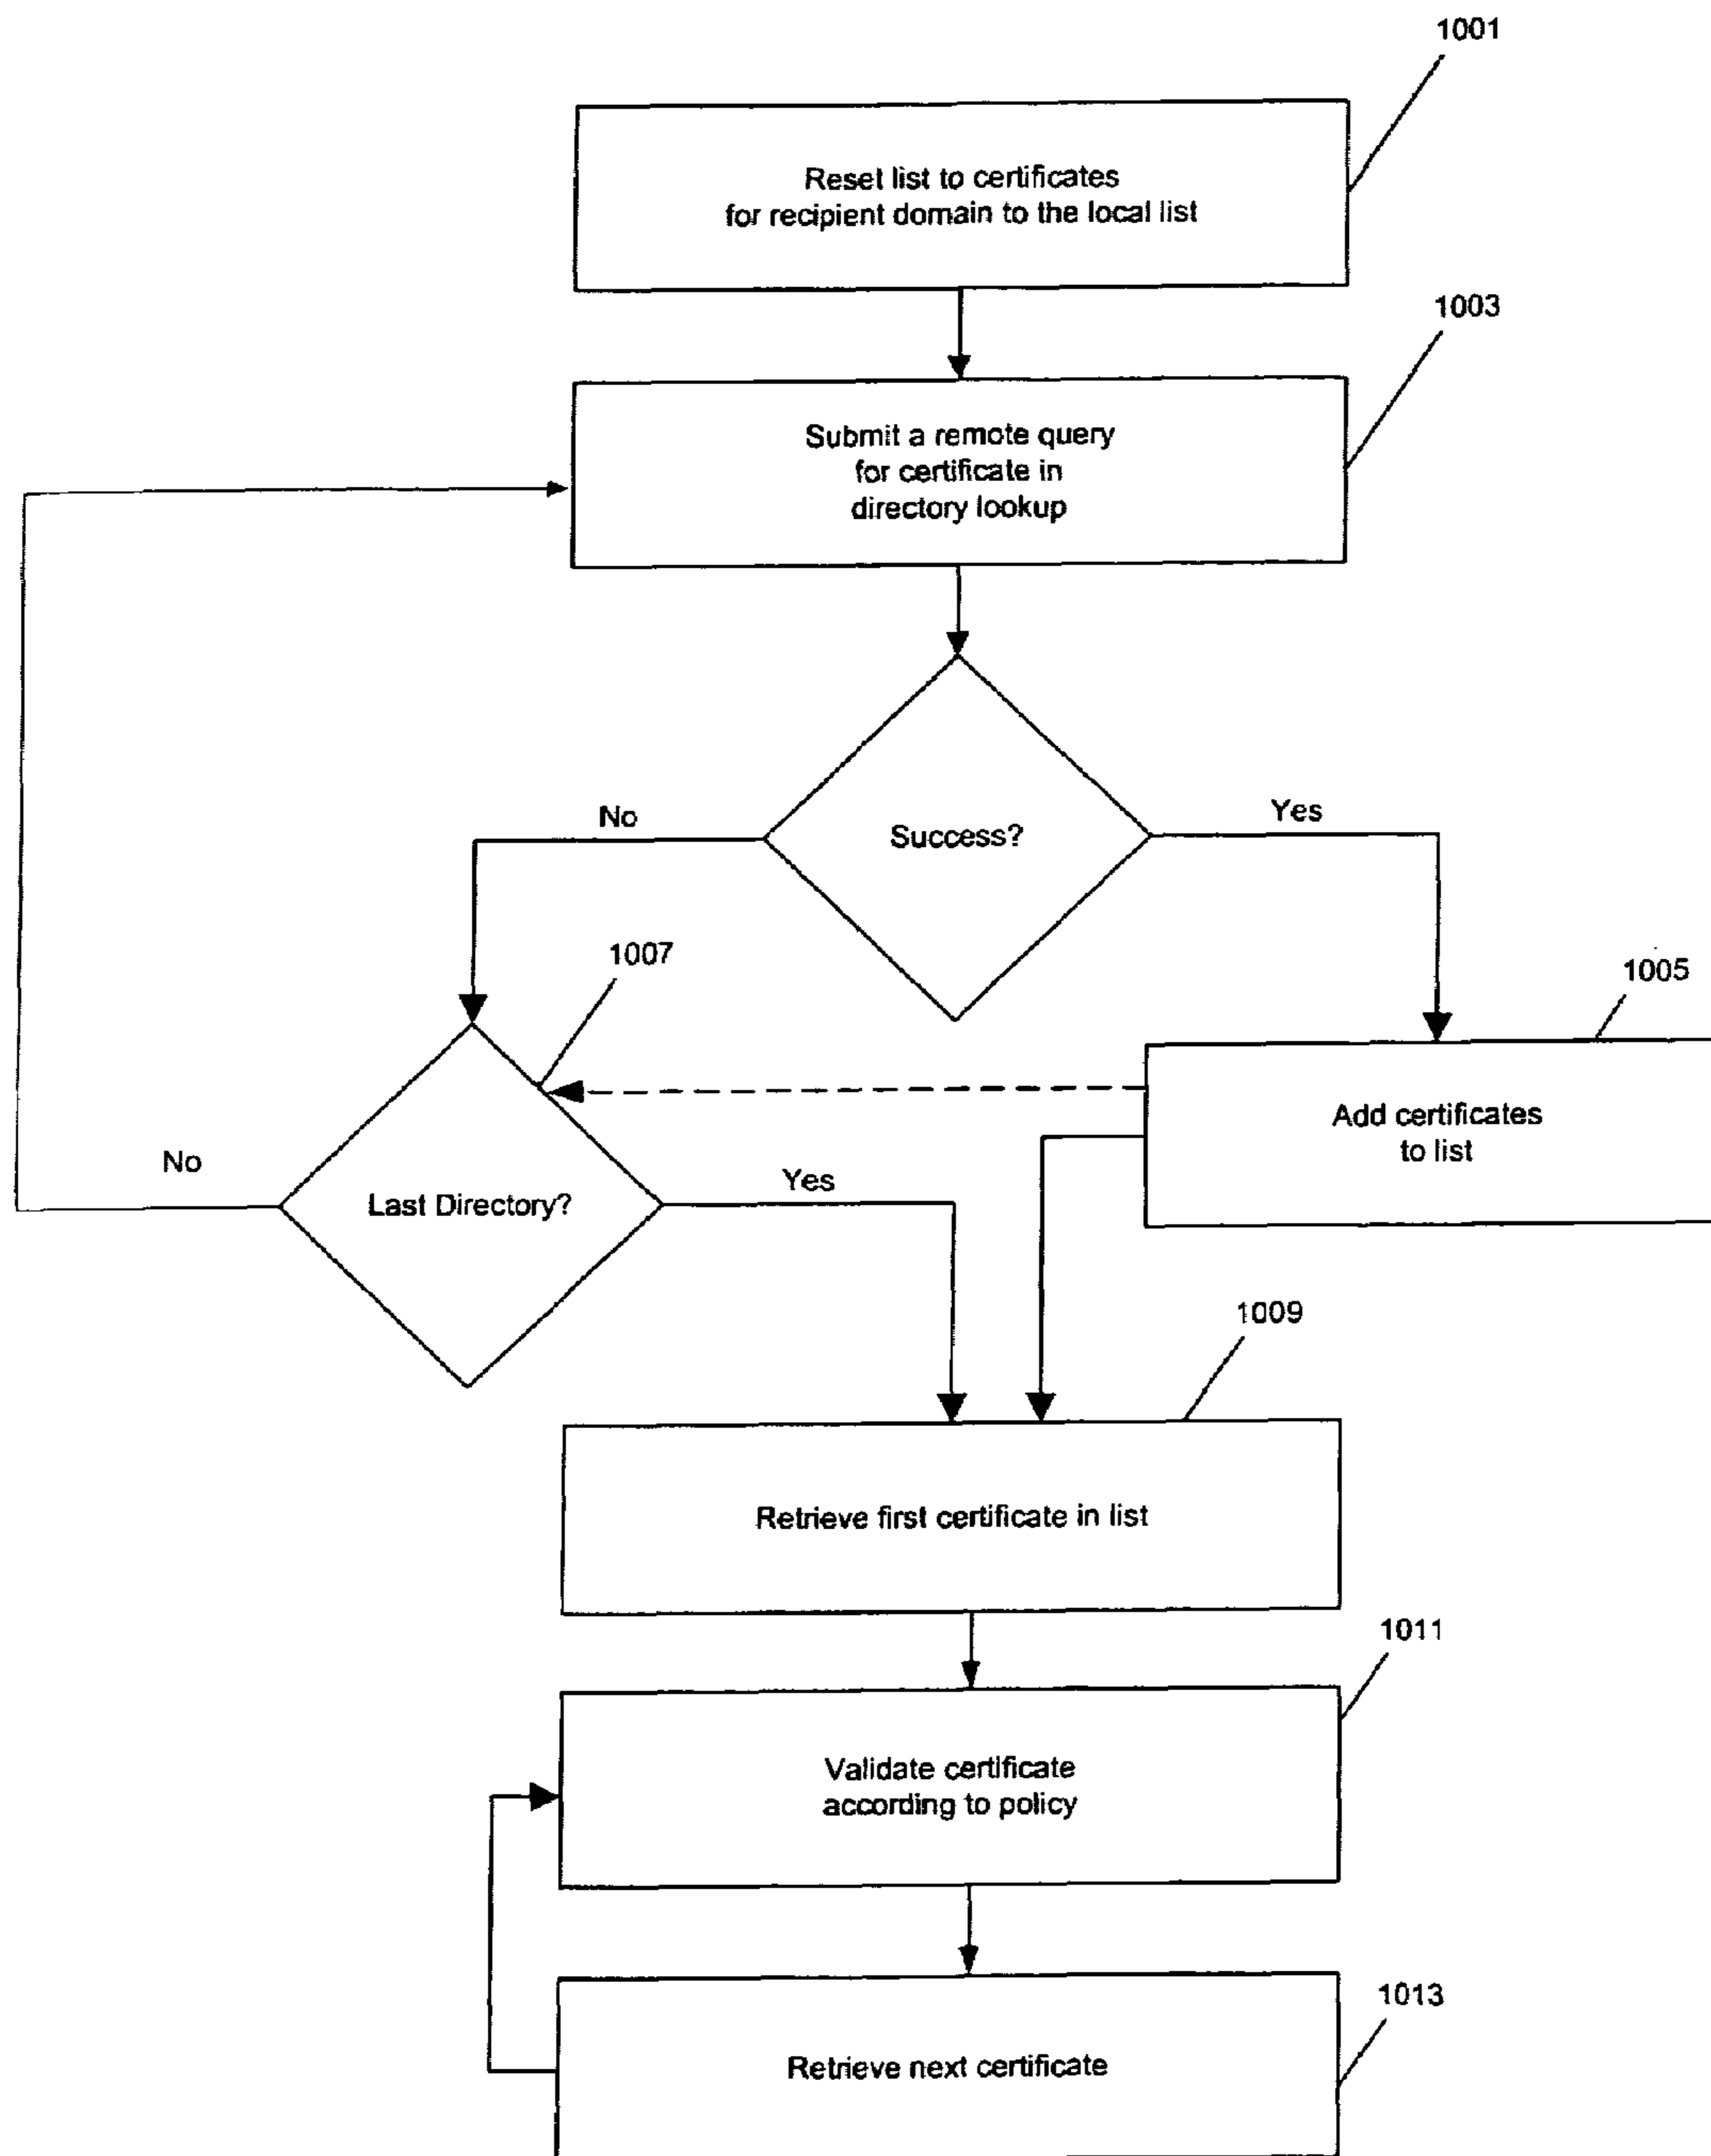 1001
Reset list to certificates
for recipient domain to the local list
1003
Submit a remote query
for certificate in
directory lookup
No
Success?
Yes
1007
1005
Add certificates
to list
No
Last Directory?
Yes
1009
Retrieve first certificate in list
1011
Validate certificate
according to policy
1013
Retrieve next certificate